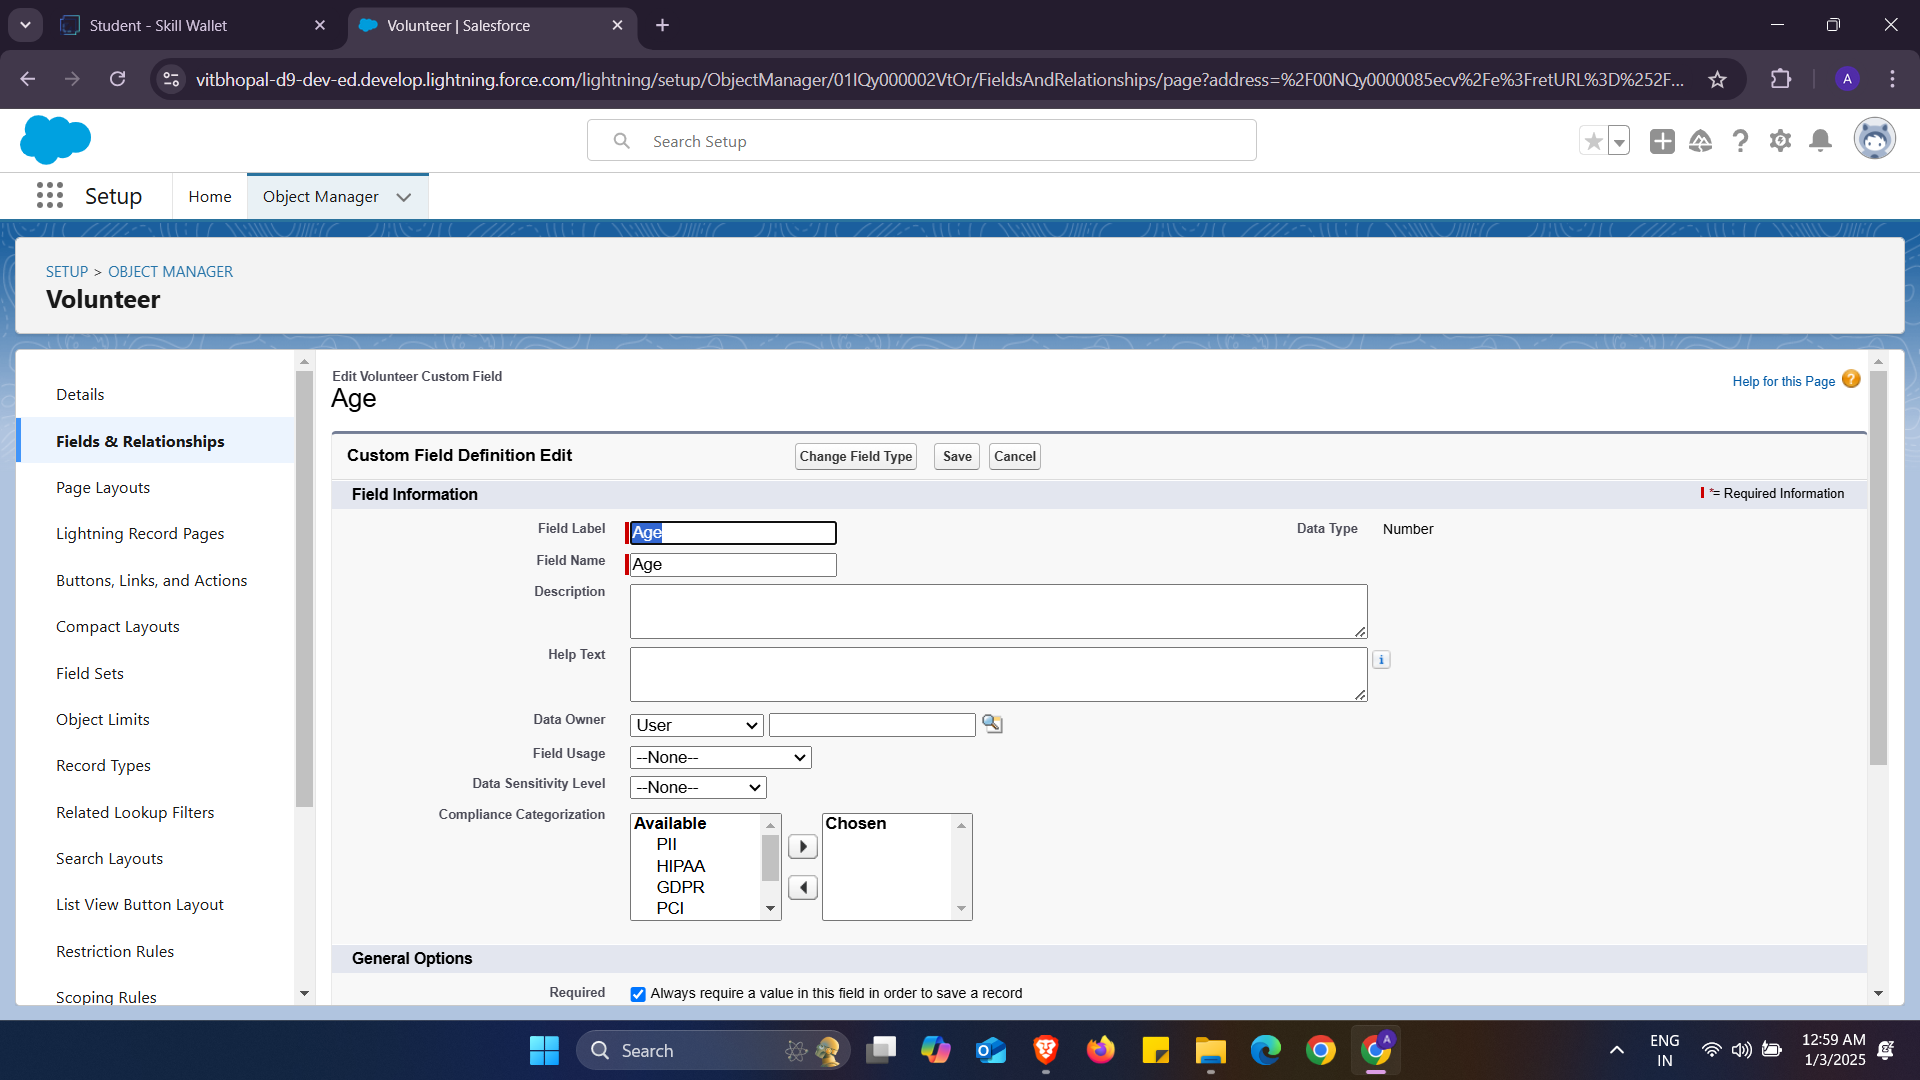 Student - Skill Wallet
Volunteer | Salesforce
vitbhopal-d9-dev-ed.develop.lightning.force.com/lightning/setup/ObjectManager/01IQy000002VtOr/FieldsAndRelationships/page?address=%2F00NQy0000085ecv%2Fe%3FretURL%3D%252F...
A
Search Setup
Setup
Home
Object Manager
SETUP > OBJECT MANAGER
Volunteer
Details
Fields & Relationships
Page Layouts
Lightning Record Pages
Buttons, Links, and Actions
Compact Layouts
Field Sets
Object Limits
Record Types
Related Lookup Filters
Search Layouts
List View Button Layout
Restriction Rules
Scoping Rules
Edit Volunteer Custom Field
Age
Help for this Page
Custom Field Definition Edit
Change Field Type
Save
Cancel
Field Information
*= Required Information
Field Label
Age
Data Type
Number
Field Name
Age
Description
Help Text
Data Owner
User
Field Usage
--None--
Data Sensitivity Level
--None--
Compliance Categorization
Available
PII
HIPAA
GDPR
PCI
Chosen
General Options
Required
Always require a value in this field in order to save a record
Search
A
ENG
IN
12:59 AM
1/3/2025